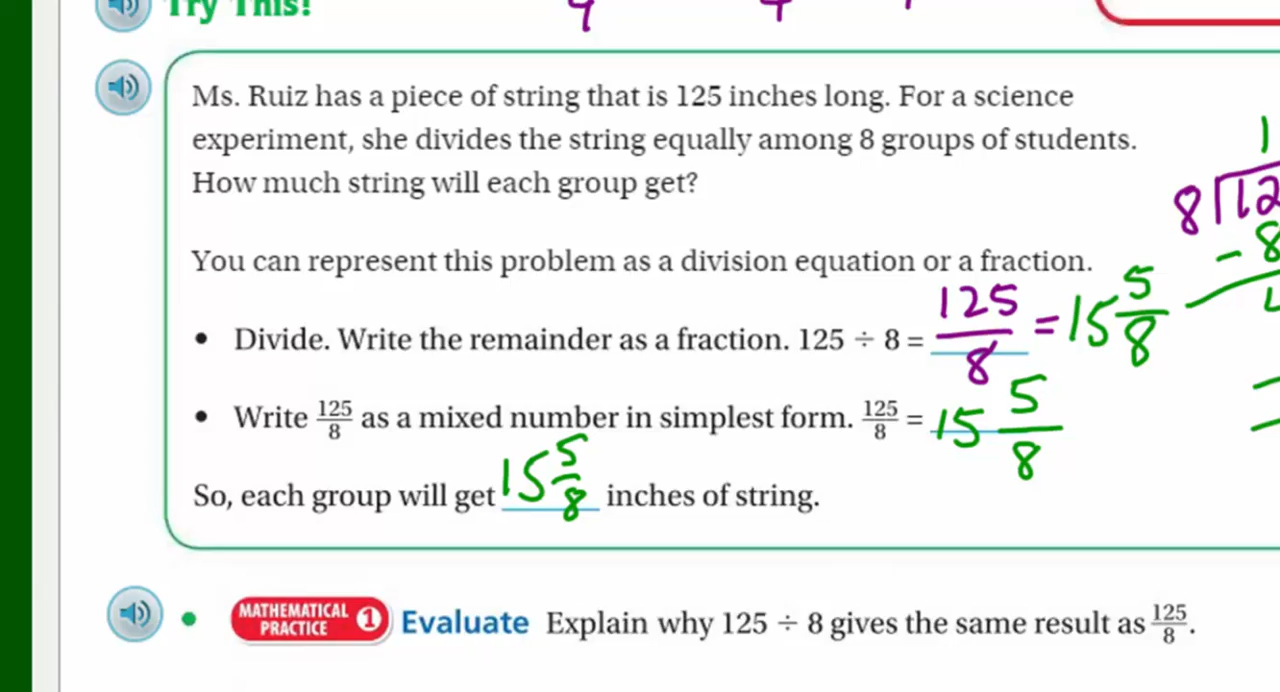 Try This!
Ms. Ruiz has a piece of string that is 125 inches long. For a science
experiment, she divides the string equally among 8 groups of students.
How much string will each group get?
1
8 12
- 8
You can represent this problem as a division equation or a fraction.
• Divide. Write the remainder as a fraction. 125 ÷ 8 = 125/8 = 15 5/8
• Write 125/8 as a mixed number in simplest form. 125/8 = 15 5/8
So, each group will get 15 5/8 inches of string.
• MATHEMATICAL PRACTICE 1 Evaluate Explain why 125 ÷ 8 gives the same result as 125/8.